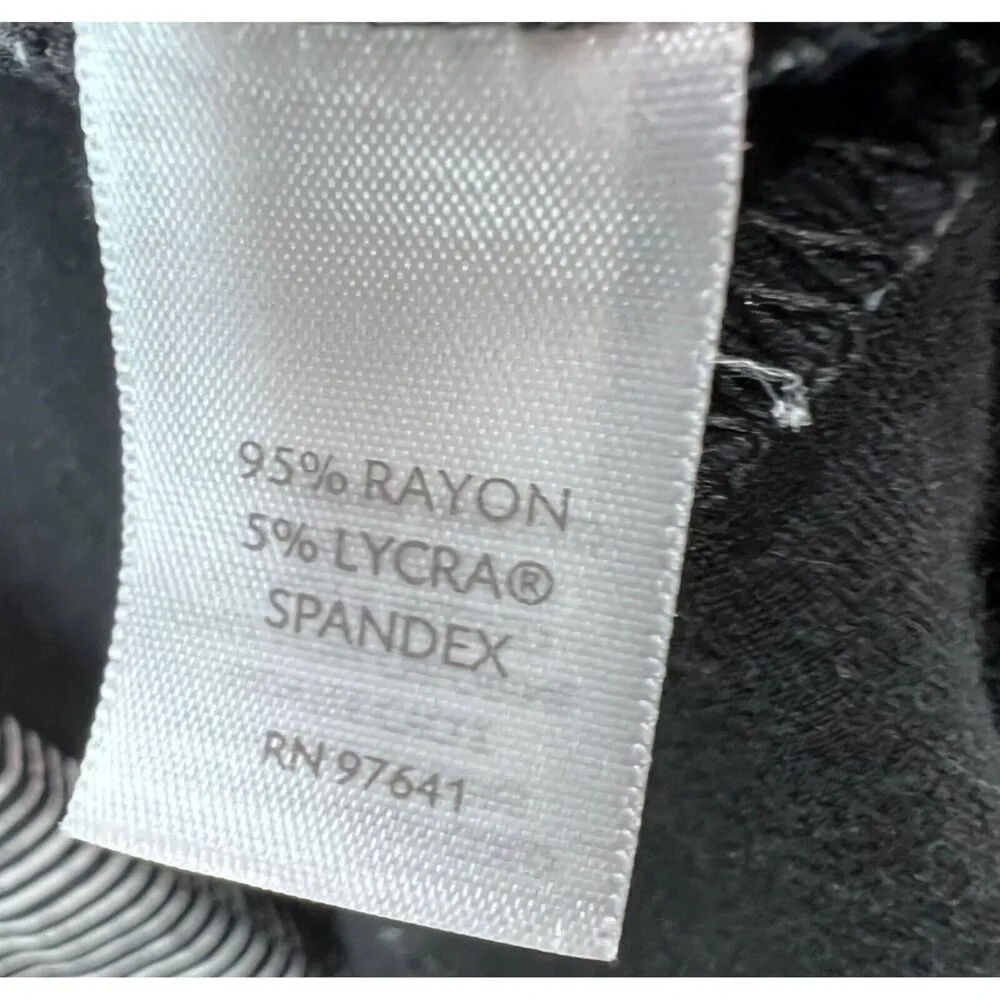 95% RAYON
5% LYCRA®
SPANDEX
RN 97641